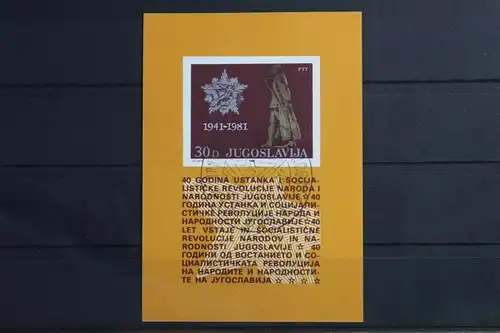 PTT
1941-1981
30 D JUGOSLAVIJA
40 GODINA USTANKA I SOCIJA-
LISTIČKE REVOLUCIJE NARODA I
NARODNOSTI JUGOSLAVIJE ☆ 40
ГОДИНА УСТАНКА И СОЦИЈАЛИ-
СТИЧКЕ РЕВОЛУЦИЈЕ НАРОДА И
НАРОДНОСТИ ЈУГОСЛАВИЈЕ ☆ 40
LET VSTAJE IN SOCIALISTIČNE
REVOLUCIJE NARODOV IN NA-
RODNOSTI JUGOSLAVIJE ☆ 40
ГОДИНИ ОД ВОСТАНИЕТО И СО-
ЦИЈАЛИСТИЧКАТА РЕВОЛУЦИЈА
НА НАРОДИТЕ И НАРОДНОСТИ-
ТЕ НА ЈУГОСЛАВИЈА ☆ ☆ ☆ ☆